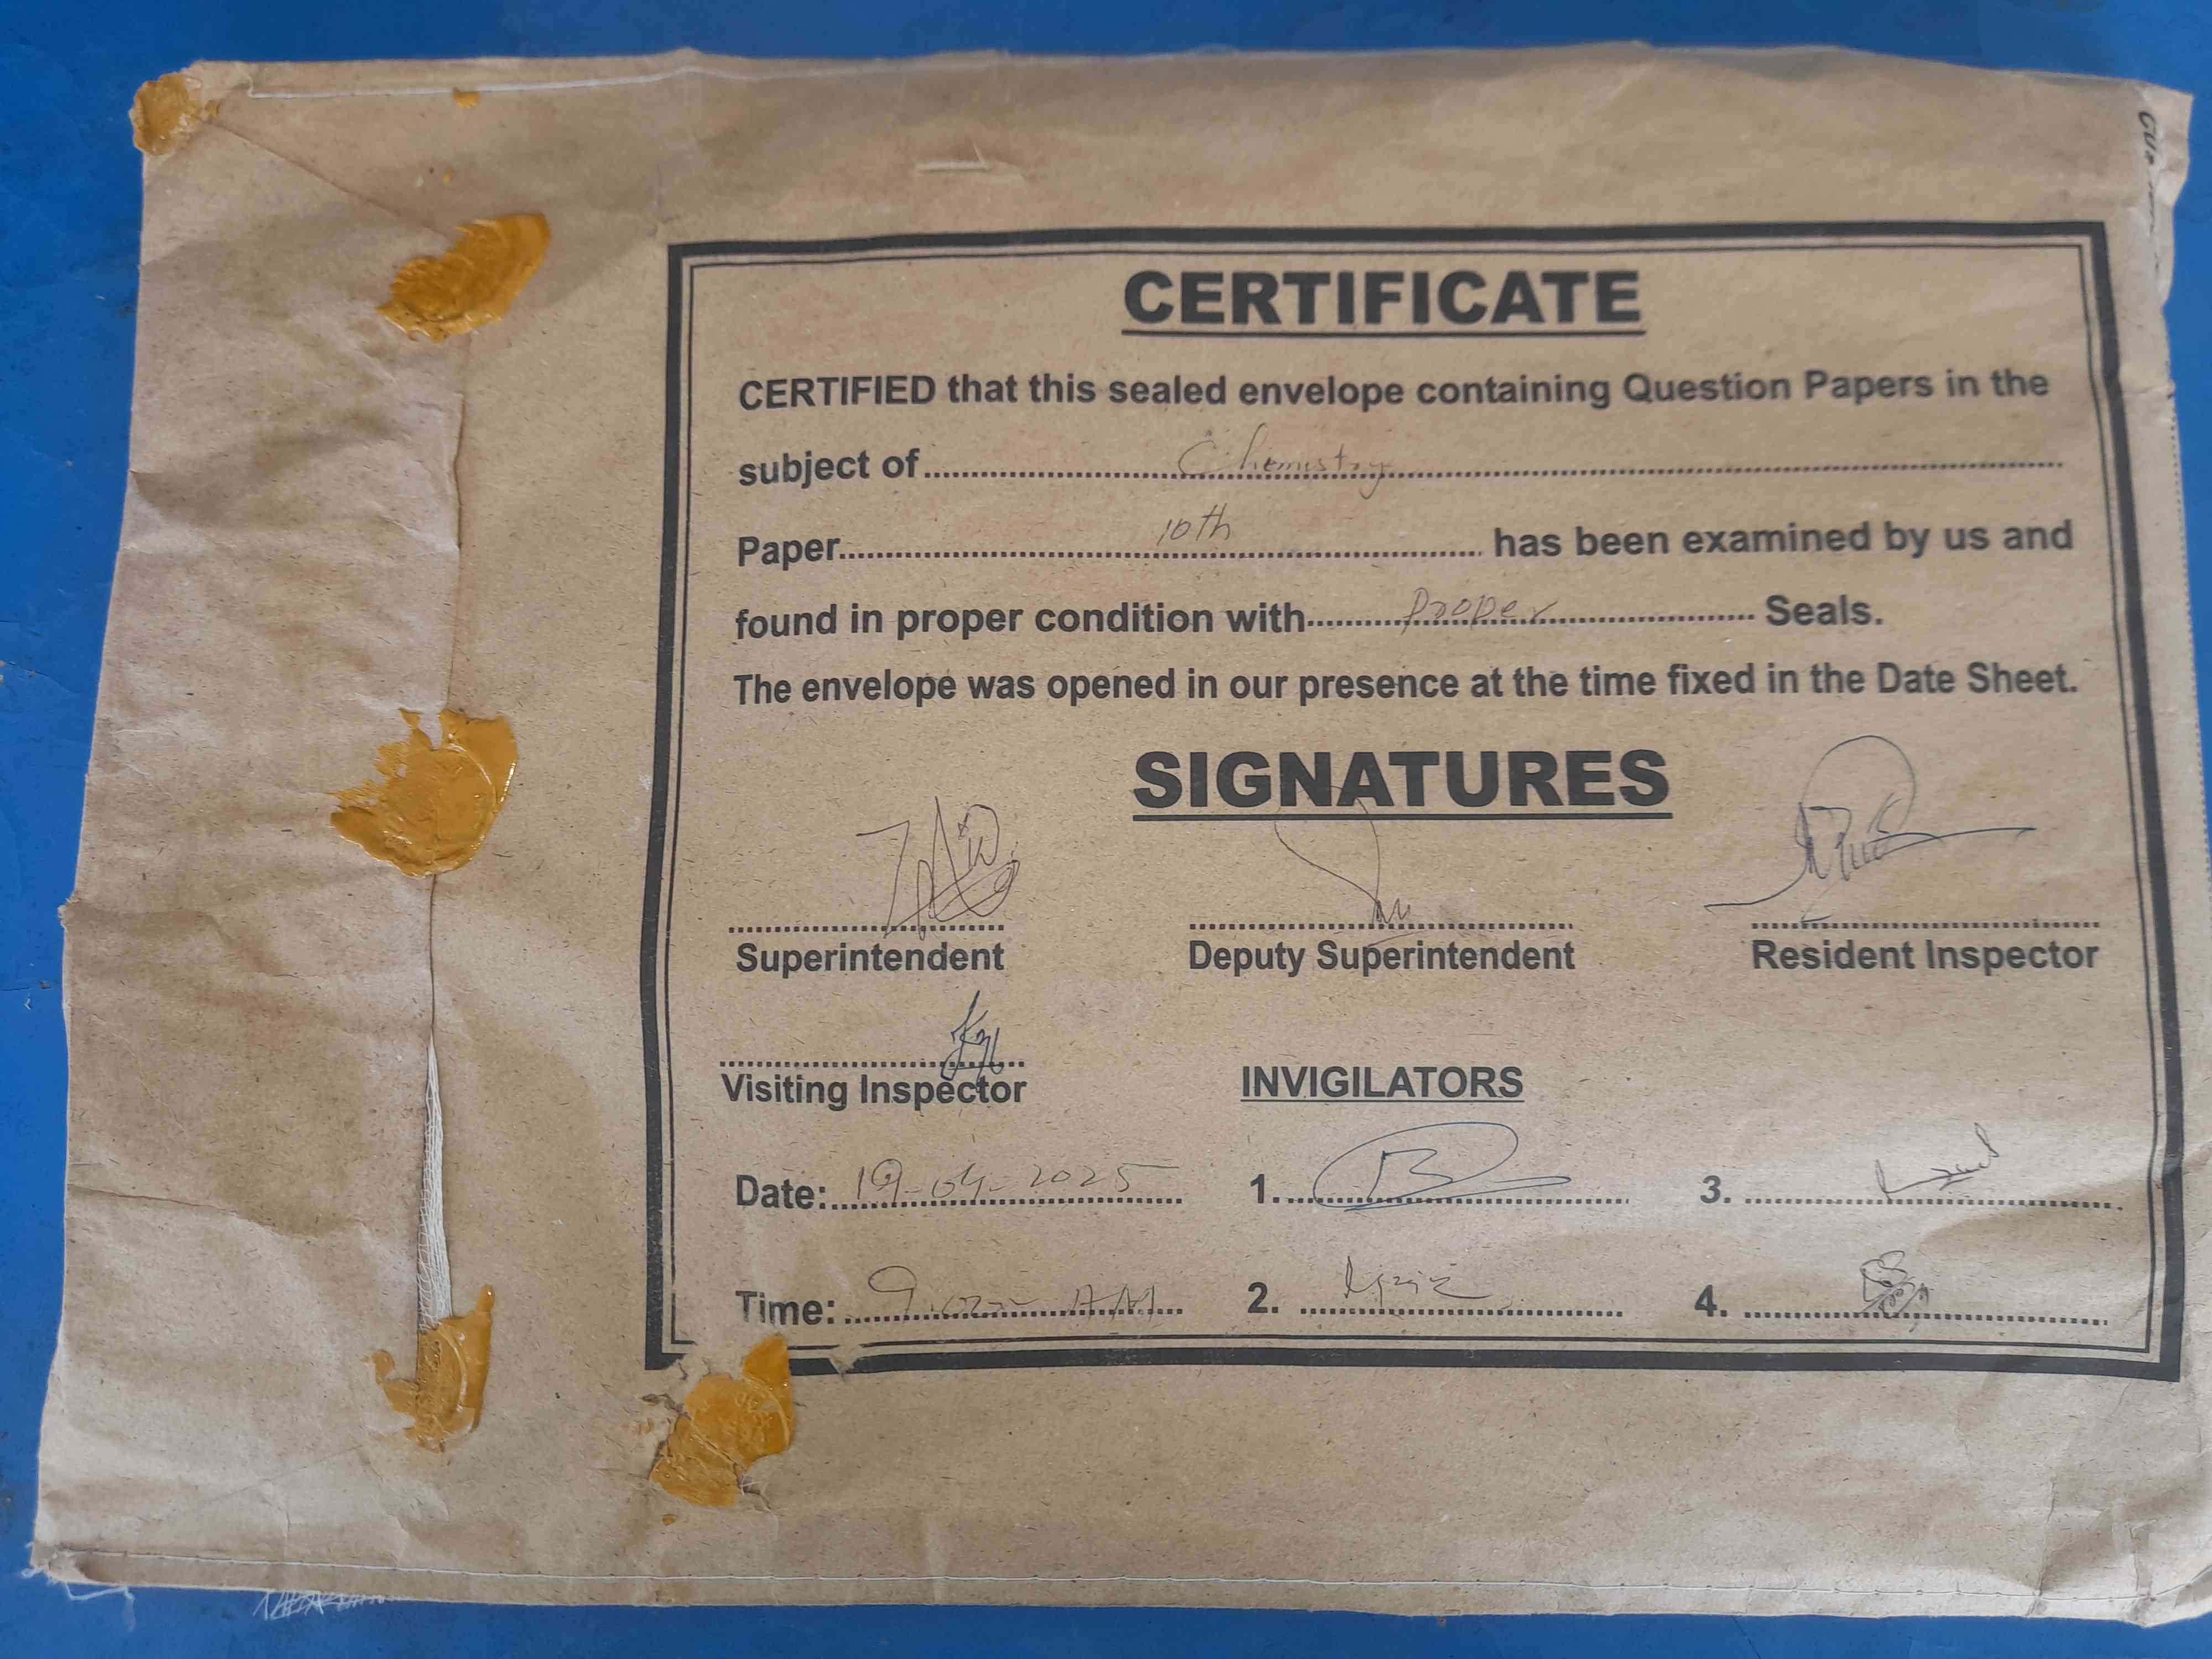 CERTIFICATE
CERTIFIED that this sealed envelope containing Question Papers in the
subject of Chemistry
Paper 10th has been examined by us and
found in proper condition with Proper Seals.
The envelope was opened in our presence at the time fixed in the Date Sheet.
SIGNATURES
Superintendent Deputy Superintendent Resident Inspector
Visiting Inspector INVIGILATORS
Date: 19-04-2025 1. 3.
Time: AM 2. 4.